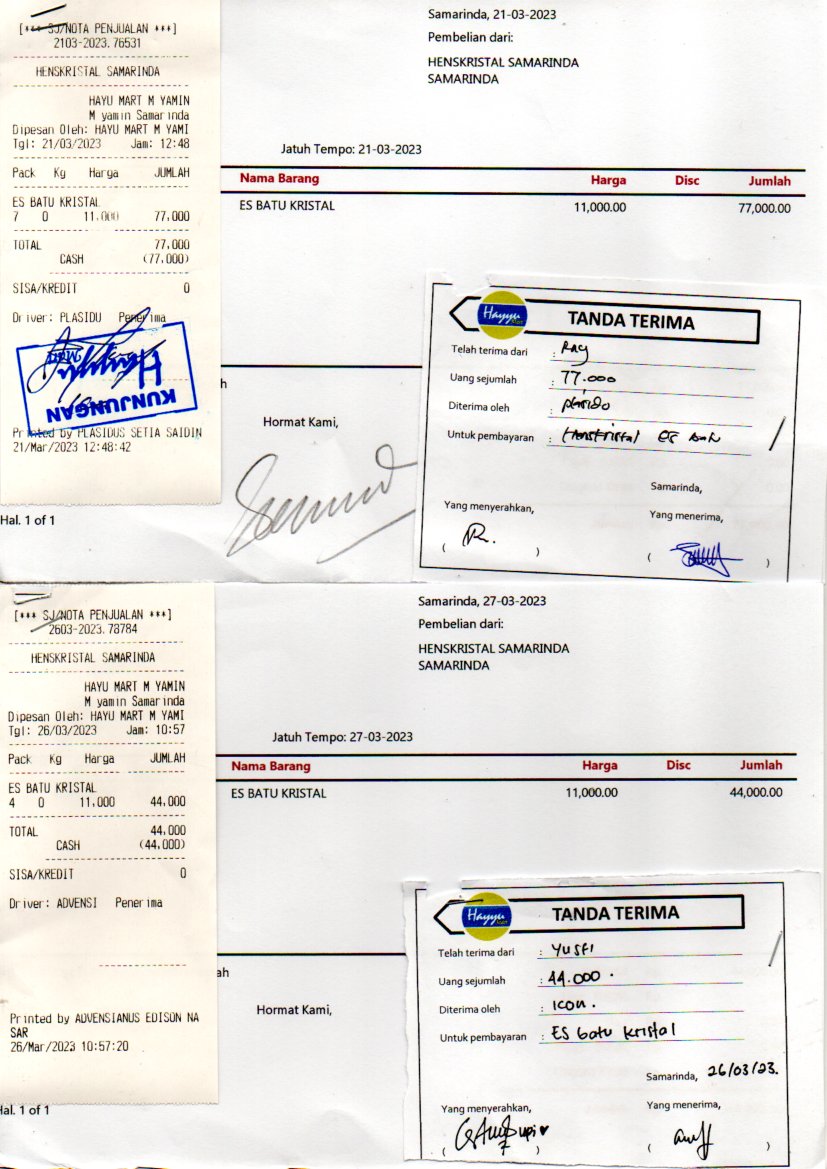 [*** SJ/NOTA PENJUALAN ***]
2103-2023.76531
HENSKRISTAL SAMARINDA
HAYU MART M YAMIN
M yamin Samarinda
Dipesan Oleh: HAYU MART M YAMI
Tgl: 21/03/2023 Jam: 12:48
Pack Kg Harga JUMLAH
ES BATU KRISTAL
7 0 11,000 77,000
TOTAL 77,000
CASH (77,000)
SISA/KREDIT 0
Driver: PLASIDU Penerima
KUNJUNGAN
Hayyu
Mart
Printed by PLASIDUS SETIA SAIDIN
21/Mar/2023 12:48:42
Hal. 1 of 1
Samarinda, 21-03-2023
Pembelian dari:
HENSKRISTAL SAMARINDA
SAMARINDA
Jatuh Tempo: 21-03-2023
Nama Barang Harga Disc Jumlah
ES BATU KRISTAL 11,000.00 77,000.00
h
Hormat Kami,
Hayyu Mart
TANDA TERIMA
Telah terima dari : Ray
Uang sejumlah : 77.000
Diterima oleh : plasido
Untuk pembayaran : Henskristal ES
Samarinda,
Yang menyerahkan, Yang menerima,
( ) ( )
[*** SJ/NOTA PENJUALAN ***]
2603-2023.78784
HENSKRISTAL SAMARINDA
HAYU MART M YAMIN
M yamin Samarinda
Dipesan Oleh: HAYU MART M YAMI
Tgl: 26/03/2023 Jam: 10:57
Pack Kg Harga JUMLAH
ES BATU KRISTAL
4 0 11,000 44,000
TOTAL 44,000
CASH (44,000)
SISA/KREDIT 0
Driver: ADVENSI Penerima
Printed by ADVENSIANUS EDISON NA
SAR
26/Mar/2023 10:57:20
Hal. 1 of 1
Samarinda, 27-03-2023
Pembelian dari:
HENSKRISTAL SAMARINDA
SAMARINDA
Jatuh Tempo: 27-03-2023
Nama Barang Harga Disc Jumlah
ES BATU KRISTAL 11,000.00 44,000.00
ah
Hormat Kami,
Hayyu Mart
TANDA TERIMA
Telah terima dari : Yusfi
Uang sejumlah : 44.000.
Diterima oleh : Icon.
Untuk pembayaran : ES batu kristal
Samarinda, 26/03/23.
Yang menyerahkan, Yang menerima,
( ) ( )